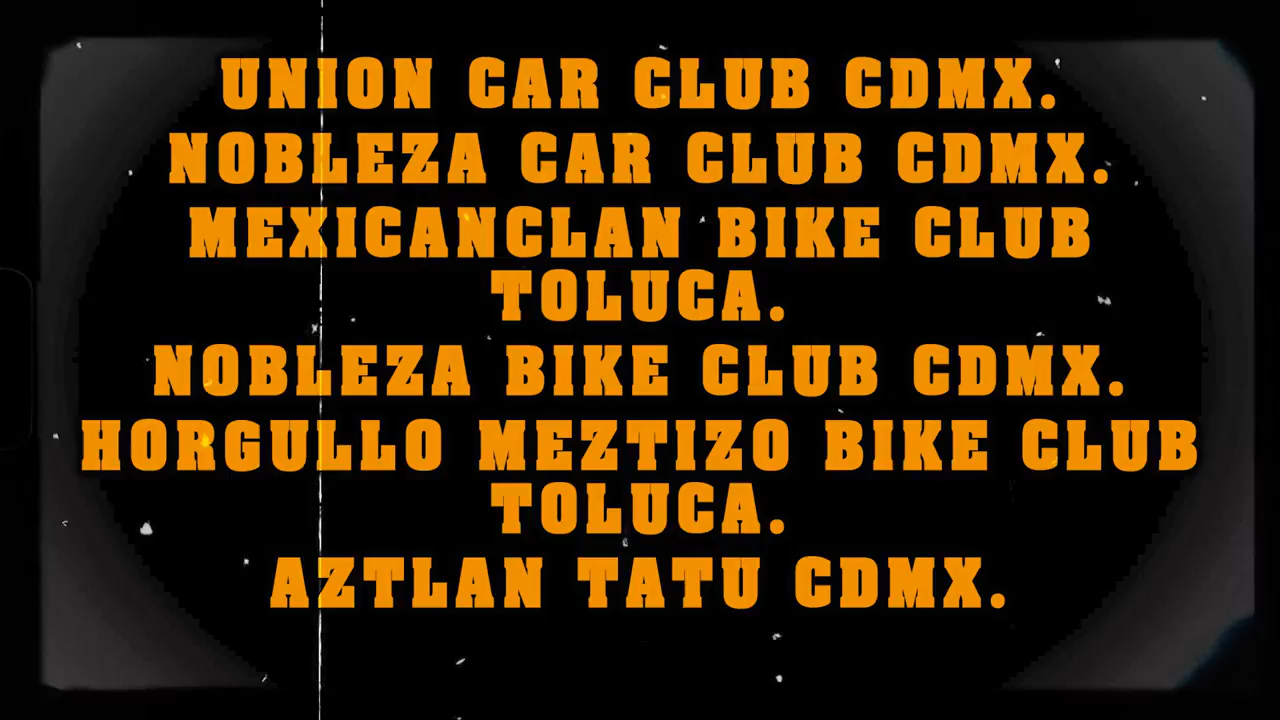 UNION CAR CLUB CDMX.
NOBLEZA CAR CLUB CDMX.
MEXICANCLAN BIKE CLUB
TOLUCA.
NOBLEZA BIKE CLUB CDMX.
HORGULLO MEZTIZO BIKE CLUB
TOLUCA.
AZTLAN TATU CDMX.